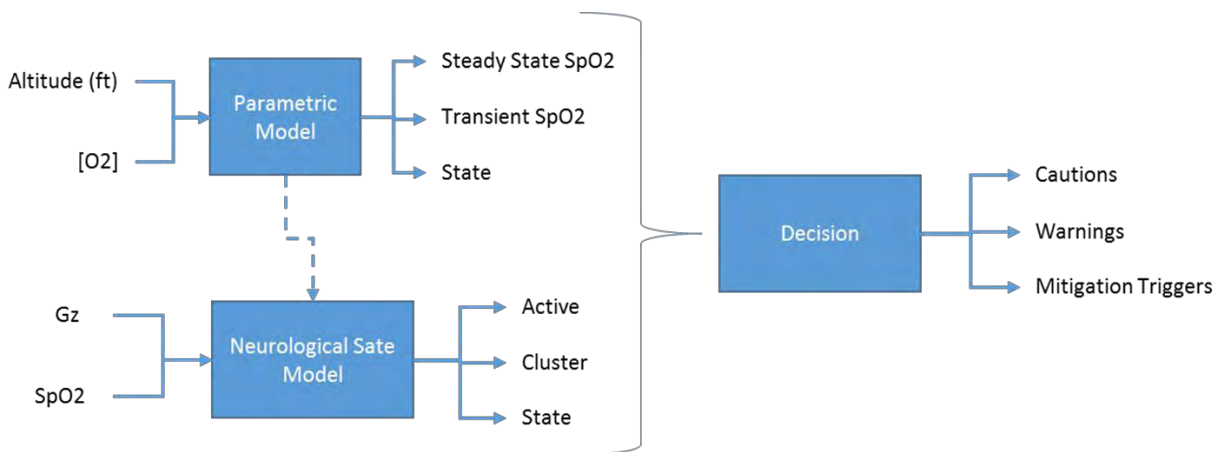 Altitude (ft)
[O2]
Parametric
Model
Steady State SpO2
Transient SpO2
State
Gz
SpO2
Neurological Sate
Model
Active
Cluster
State
Decision
Cautions
Warnings
Mitigation Triggers